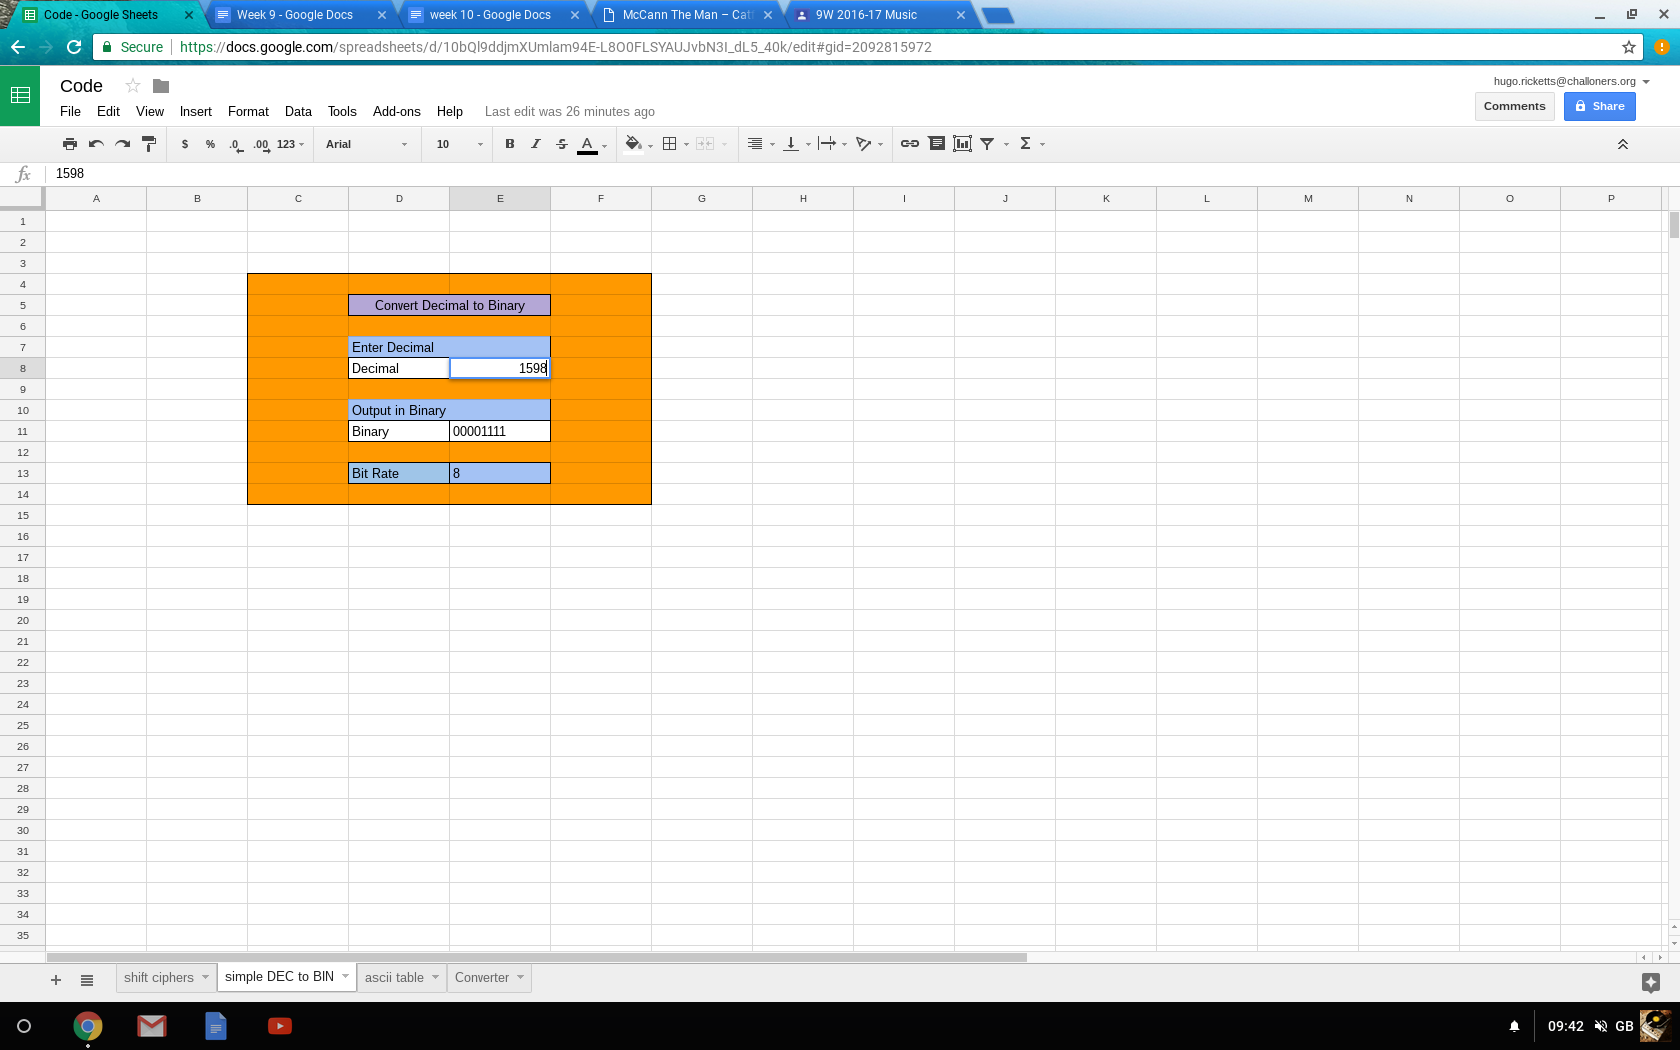 Code - Google Sheets
Week 9 - Google Docs
week 10 - Google Docs
McCann The Man – Cat
9W 2016-17 Music
Secure
https://docs.google.com/spreadsheets/d/10bQl9ddjmXUmlam94E-L8O0FLSYAUJvbN3I_dL5_40k/edit#gid=2092815972
Code
hugo.ricketts@challoners.org
File Edit View Insert Format Data Tools Add-ons Help Last edit was 26 minutes ago
Comments
Share
$ % .0 .00 123 Arial 10 B I S A Σ
fx 1598
A B C D E F G H I J K L M N O P
1
2
3
4
5 Convert Decimal to Binary
6
7 Enter Decimal
8 Decimal 1598
9
10 Output in Binary
11 Binary 00001111
12
13 Bit Rate 8
14
15
16
17
18
19
20
21
22
23
24
25
26
27
28
29
30
31
32
33
34
35
shift ciphers
simple DEC to BIN
ascii table
Converter
09:42 GB